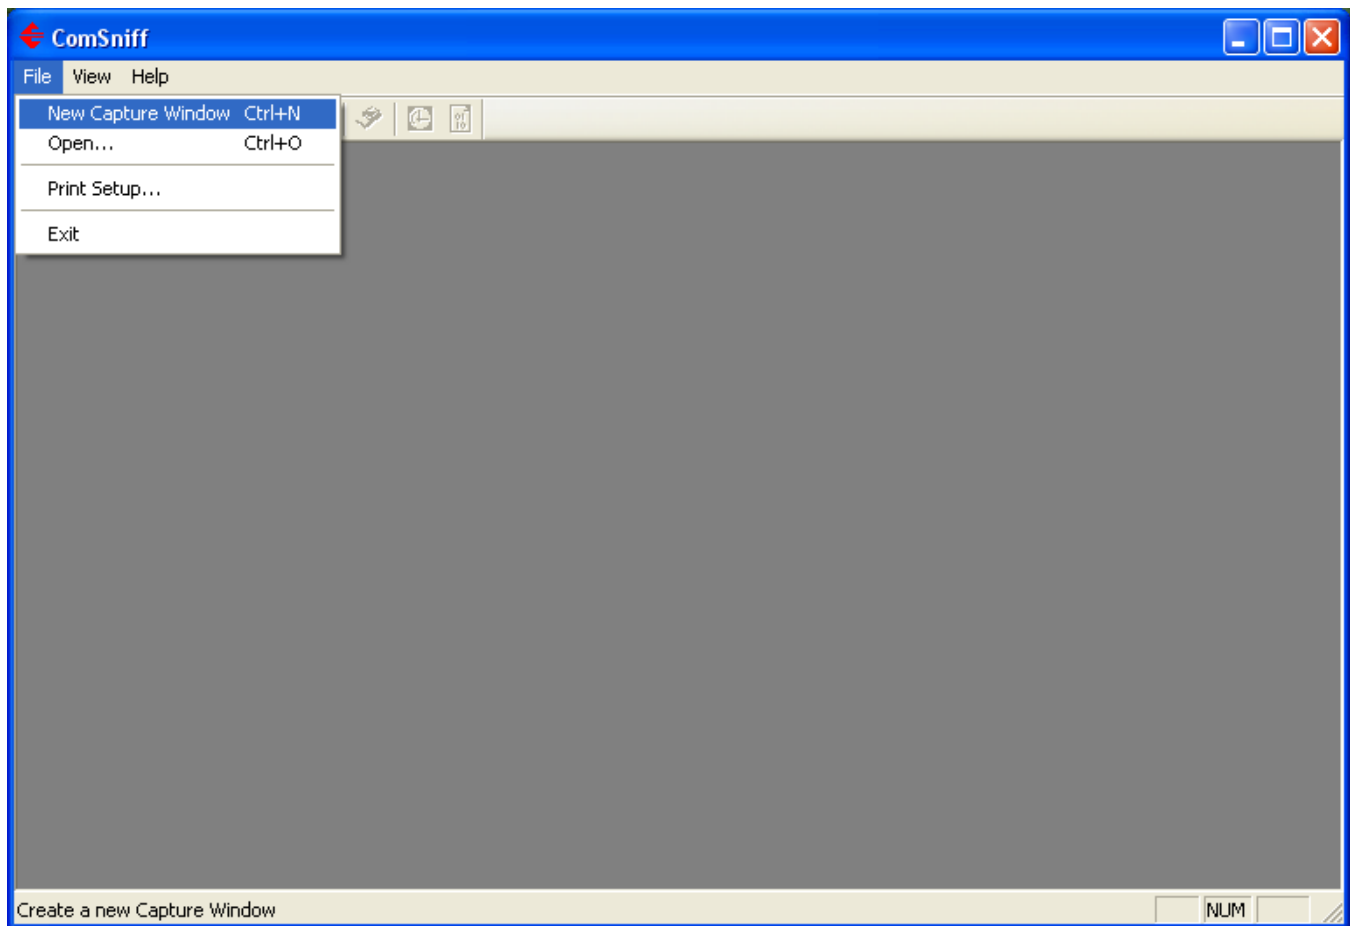 ComSniff
File View Help
New Capture Window Ctrl+N
Open... Ctrl+O
Print Setup...
Exit
Create a new Capture Window
NUM